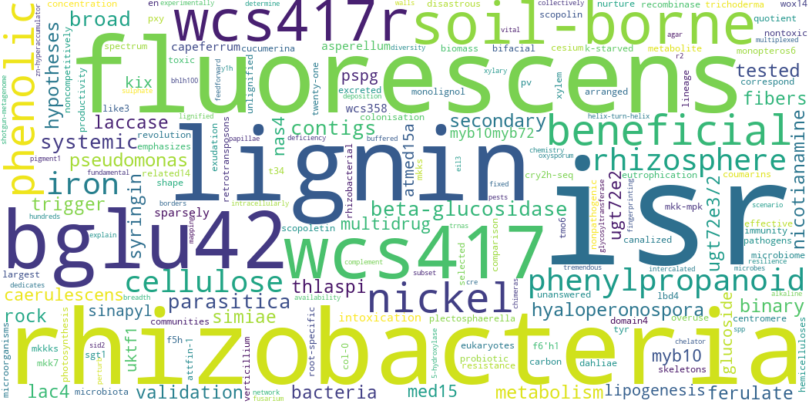 concentration
en
experimentally
determine
walls
disastrous
collectively
recombinase
trichoderma
wox14
zn-hyperaccumulator
broad
pxy
wcs417r
soil-borne
nurture
agar
quotient
phenolic
hypotheses
noncompetitively
productivity
spectrum
capeferrum
cucumerina
scopolin
vital
bifacial
cesium
k-starved
metabolite
nontoxic
multiplexed
toxic
asperellum
diversity
biomass
r2
monopteros6
fluorescens
bhlh100
y1h
feedforward
unlignified
twenty-one
kix
pspg
excreted
deposition
monolignol
pv
xylem
xylary
arranged
lineage
tested
correspond
shotgun-metagenome
like3
wcs358
colonisation
helix-turn-helix
fibers
laccase
lignified
papillae
nas4
contigs
buffered
secondary
beneficial
systemic
revolution
emphasizes
deficiency
myb10myb72
chemistry
oxysporum
pseudomonas
exudation
retrotransposons
rhizobacterial
atmed15a
mkks
eil3
cry2h-seq
rhizosphere
nicotianamine
pigment1
related14
t34
fixed
pests
lignin
isr
iron
fundamental
shape
syringin
intracellularly
beta-glucosidase
sympathogenic
glycosyltransferase
fingerprinting
ugt72e2
mkk-mpk
eutrophication
coumarins
scenario
trigger
borders
sparsely
mapping
scopoletin
multidrug
trnas
tmo6
canalized
ugt72e3/2
effective
immunity
pathogens
hundreds
explain
bglu42
wcs417
complement
subset
selected
cre
comparison
tremendous
intercalated
microbiome
resilience
microbes
largest
dedicates
cellulose
thlaspi
availability
nickel
chimeras
phenylpropanoid
unanswered
lbd4
alkaline
caerulescens
breadth
parasitica
hyaloperonospora
binary
rock
sinapyl
simiae
intoxication
plectosphaerella
domain4
overuse
centromere
spp
communities
microorganisms
mkkks
mkk7
photosynthesis
sid2
sgt1
uktf1
f5h
attfin-1
verticillium
root-specific
col-0
5-hydroxylase
eukaryotes
probiotic
resistance
f6'h1
carbon
tyr
dahliae
myb10
chelator
skeletons
glucoside
hemicelluloses
rhizobacteria
lac4
microbiota
validation
network
fusarium
bacteria
med15
metabolism
lipogenesis
ferulate